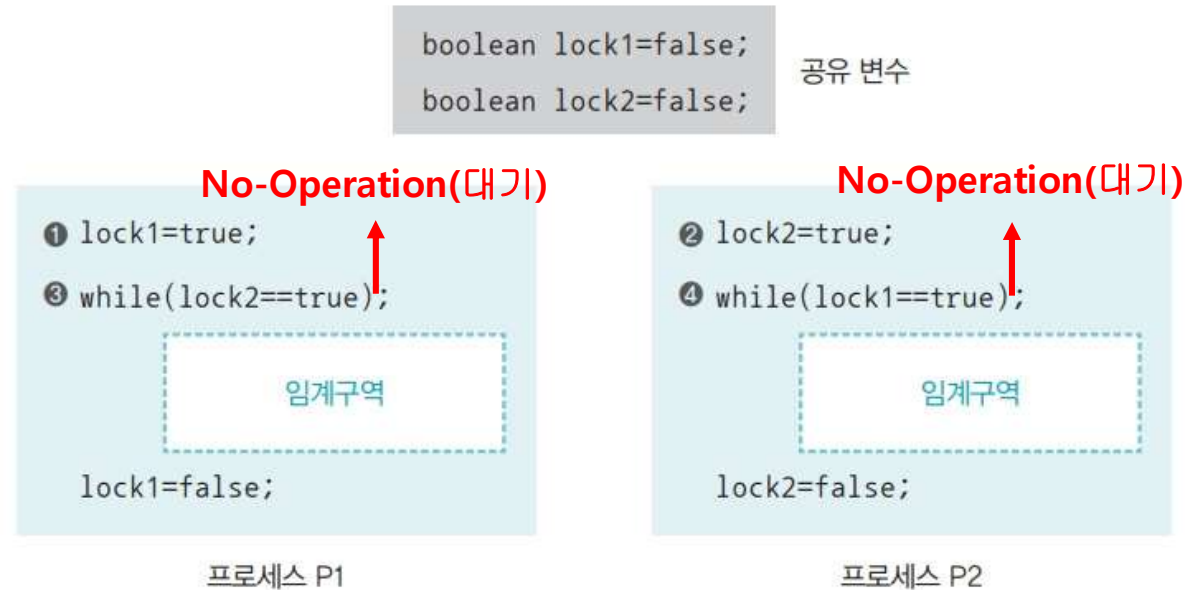 boolean lock1=false;
boolean lock2=false;
공유 변수
No-Operation(대기)
❶ lock1=true;
❸ while(lock2==true);
임계구역
lock1=false;
프로세스 P1
No-Operation(대기)
❷ lock2=true;
❹ while(lock1==true);
임계구역
lock2=false;
프로세스 P2